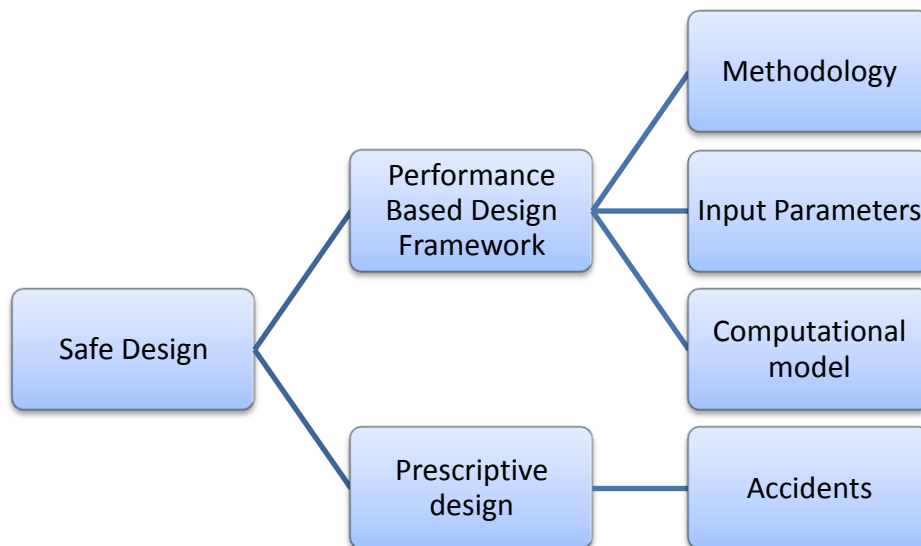 Methodology
Performance
Based Design
Framework
Input Parameters
Safe Design
Computational
model
Prescriptive
design
Accidents